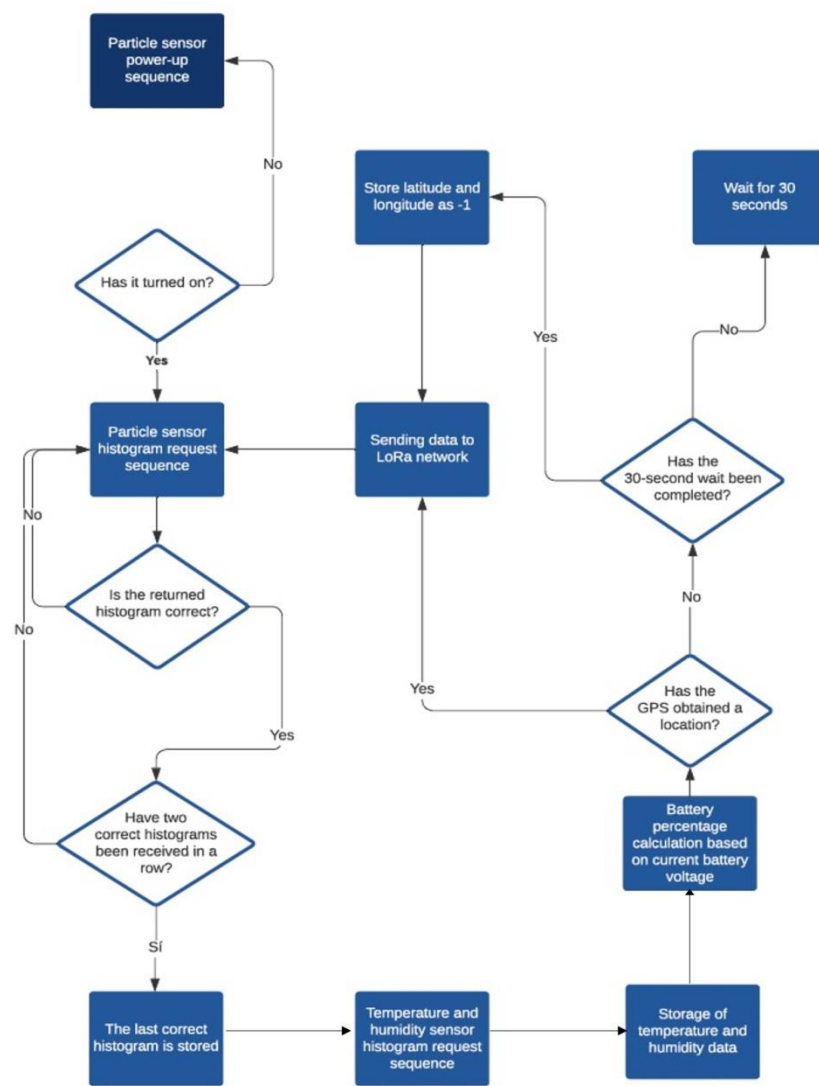 Particle sensor
power-up
sequence
No
Has it turned on?
Yes
Particle sensor
histogram request
sequence
No
Is the returned
histogram correct?
No
Yes
Have two
correct histograms
been received in a
row?
Sí
The last correct
histogram is stored
Temperature and
humidity sensor
histogram request
sequence
Storage of
temperature and
humidity data
Battery
percentage
calculation based
on current battery
voltage
Has the
GPS obtained a
location?
Yes
No
Has the
30-second wait been
completed?
Yes
No
Store latitude and
longitude as -1
Wait for 30
seconds
Sending data to
LoRa network